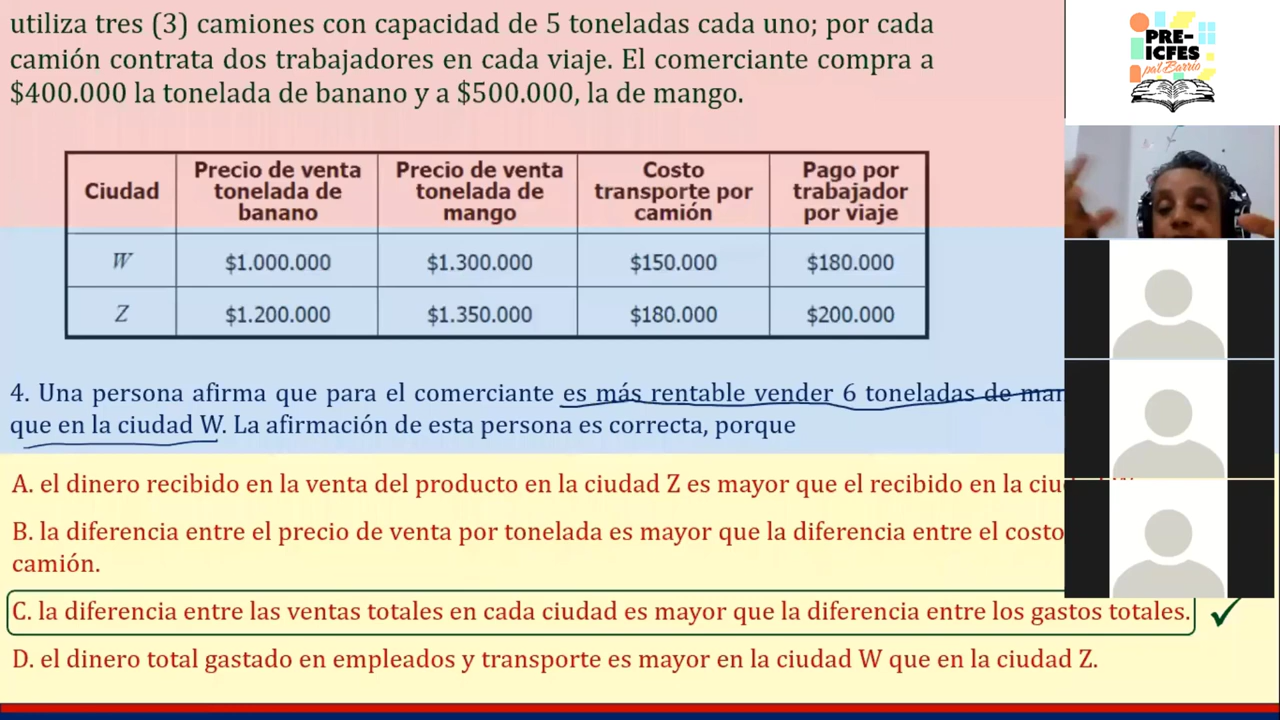 utiliza tres (3) camiones con capacidad de 5 toneladas cada uno; por cada
camión contrata dos trabajadores en cada viaje. El comerciante compra a
$400.000 la tonelada de banano y a $500.000, la de mango.
PRE-
ICFES
pa'l Barrio
Ciudad
Precio de venta
tonelada de
banano
Precio de venta
tonelada de
mango
Costo
transporte por
camión
Pago por
trabajador
por viaje
W $1.000.000 $1.300.000 $150.000 $180.000
Z $1.200.000 $1.350.000 $180.000 $200.000
4. Una persona afirma que para el comerciante es más rentable vender 6 toneladas de
que en la ciudad W. La afirmación de esta persona es correcta, porque
A. el dinero recibido en la venta del producto en la ciudad Z es mayor que el recibido en la
B. la diferencia entre el precio de venta por tonelada es mayor que la diferencia entre el costo
camión.
C. la diferencia entre las ventas totales en cada ciudad es mayor que la diferencia entre los gastos totales.
D. el dinero total gastado en empleados y transporte es mayor en la ciudad W que en la ciudad Z.